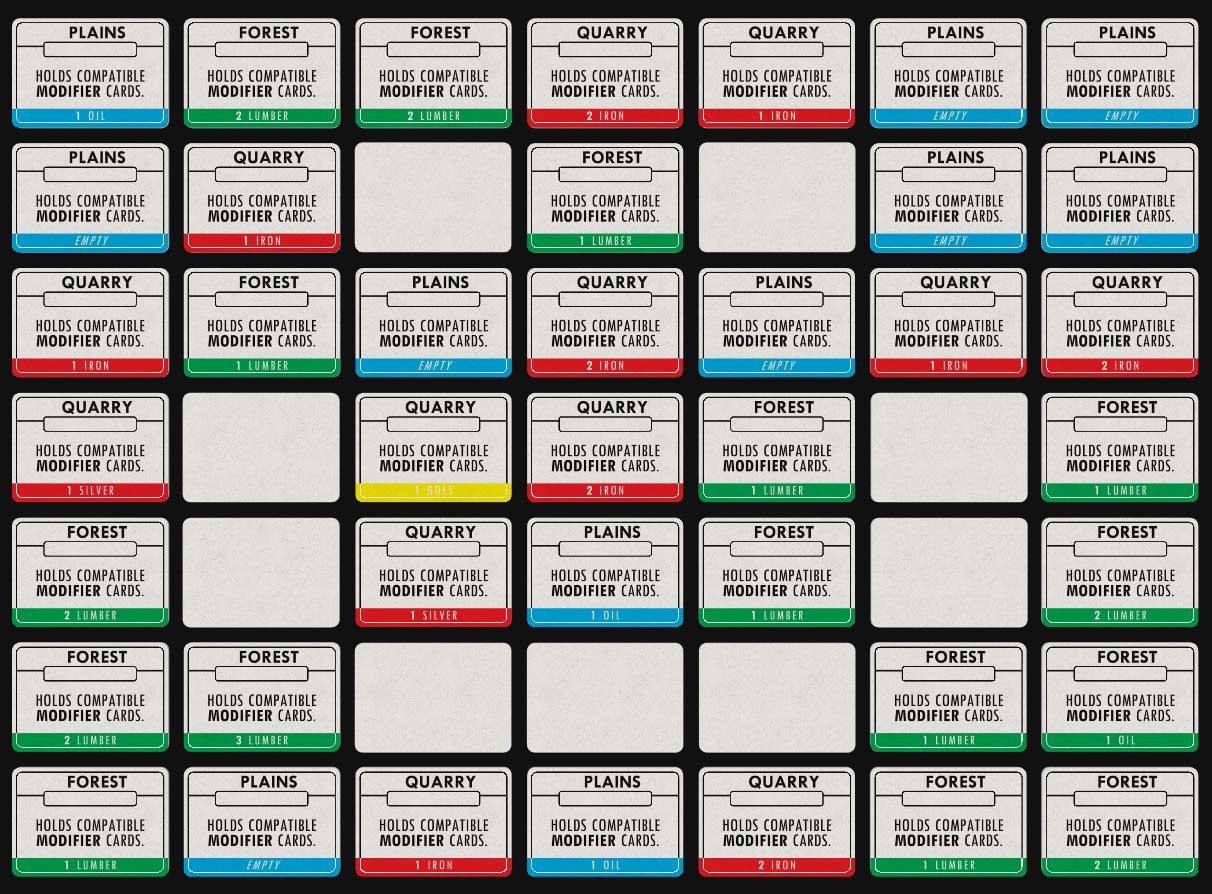 PLAINS FOREST FOREST QUARRY QUARRY PLAINS PLAINS
HOLDS COMPATIBLE HOLDS COMPATIBLE HOLDS COMPATIBLE HOLDS COMPATIBLE HOLDS COMPATIBLE HOLDS COMPATIBLE HOLDS COMPATIBLE
MODIFIER CARDS. MODIFIER CARDS. MODIFIER CARDS. MODIFIER CARDS. MODIFIER CARDS. MODIFIER CARDS. MODIFIER CARDS.
1 OIL 2 LUMBER 2 LUMBER 2 IRON 1 IRON EMPTY EMPTY
PLAINS QUARRY FOREST PLAINS PLAINS
HOLDS COMPATIBLE HOLDS COMPATIBLE HOLDS COMPATIBLE HOLDS COMPATIBLE HOLDS COMPATIBLE
MODIFIER CARDS. MODIFIER CARDS. MODIFIER CARDS. MODIFIER CARDS. MODIFIER CARDS.
EMPTY 1 IRON 1 LUMBER EMPTY EMPTY
QUARRY FOREST PLAINS QUARRY PLAINS QUARRY QUARRY
HOLDS COMPATIBLE HOLDS COMPATIBLE HOLDS COMPATIBLE HOLDS COMPATIBLE HOLDS COMPATIBLE HOLDS COMPATIBLE HOLDS COMPATIBLE
MODIFIER CARDS. MODIFIER CARDS. MODIFIER CARDS. MODIFIER CARDS. MODIFIER CARDS. MODIFIER CARDS. MODIFIER CARDS.
1 IRON 1 LUMBER EMPTY 2 IRON EMPTY 1 IRON 2 IRON
QUARRY QUARRY QUARRY FOREST FOREST
HOLDS COMPATIBLE HOLDS COMPATIBLE HOLDS COMPATIBLE HOLDS COMPATIBLE HOLDS COMPATIBLE
MODIFIER CARDS. MODIFIER CARDS. MODIFIER CARDS. MODIFIER CARDS. MODIFIER CARDS.
1 SILVER 1 2 IRON 1 LUMBER 1 LUMBER
FOREST QUARRY PLAINS FOREST FOREST
HOLDS COMPATIBLE HOLDS COMPATIBLE HOLDS COMPATIBLE HOLDS COMPATIBLE HOLDS COMPATIBLE
MODIFIER CARDS. MODIFIER CARDS. MODIFIER CARDS. MODIFIER CARDS. MODIFIER CARDS.
2 LUMBER 1 SILVER 1 OIL 1 LUMBER 2 LUMBER
FOREST FOREST FOREST FOREST
HOLDS COMPATIBLE HOLDS COMPATIBLE HOLDS COMPATIBLE HOLDS COMPATIBLE
MODIFIER CARDS. MODIFIER CARDS. MODIFIER CARDS. MODIFIER CARDS.
2 LUMBER 3 LUMBER 1 LUMBER 1 OIL
FOREST PLAINS QUARRY PLAINS QUARRY FOREST FOREST
HOLDS COMPATIBLE HOLDS COMPATIBLE HOLDS COMPATIBLE HOLDS COMPATIBLE HOLDS COMPATIBLE HOLDS COMPATIBLE HOLDS COMPATIBLE
MODIFIER CARDS. MODIFIER CARDS. MODIFIER CARDS. MODIFIER CARDS. MODIFIER CARDS. MODIFIER CARDS. MODIFIER CARDS.
1 LUMBER EMPTY 1 IRON 1 OIL 2 IRON 1 LUMBER 2 LUMBER